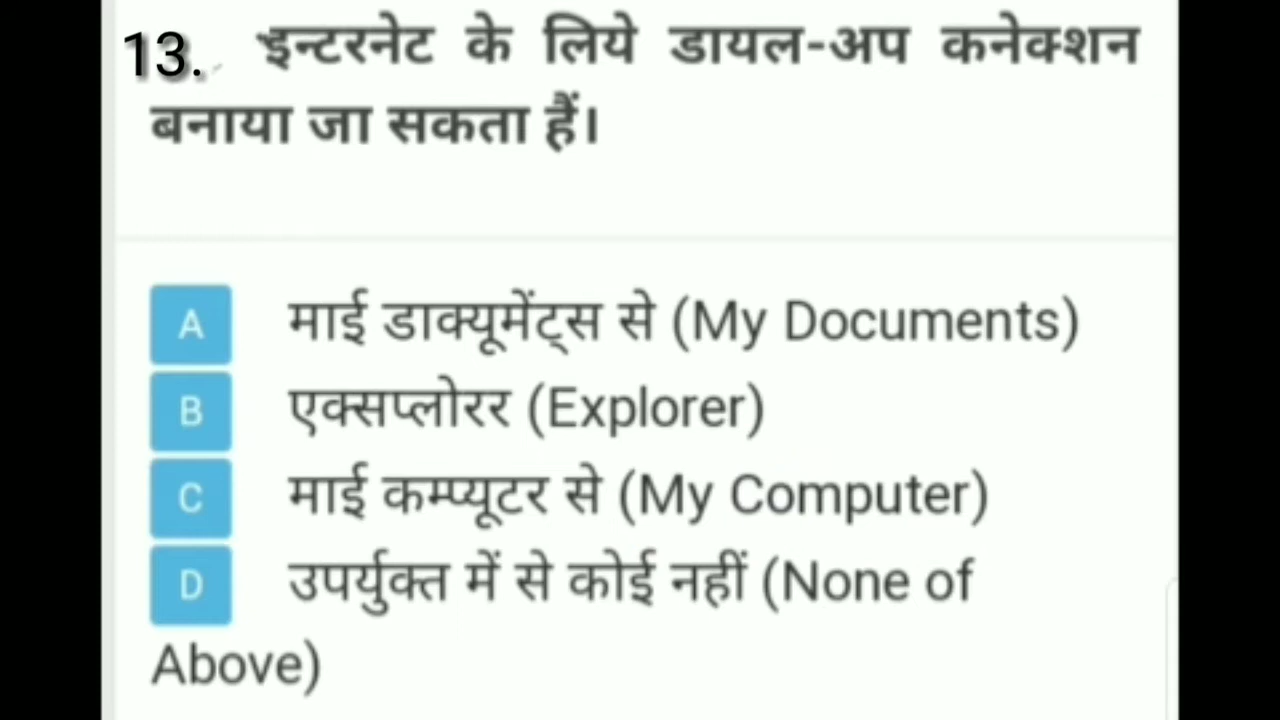 13. इन्टरनेट के लिये डायल-अप कनेक्शन
बनाया जा सकता हैं।
A माई डाक्यूमेंट्स से (My Documents)
B एक्सप्लोरर (Explorer)
C माई कम्प्यूटर से (My Computer)
D उपर्युक्त में से कोई नहीं (None of
Above)